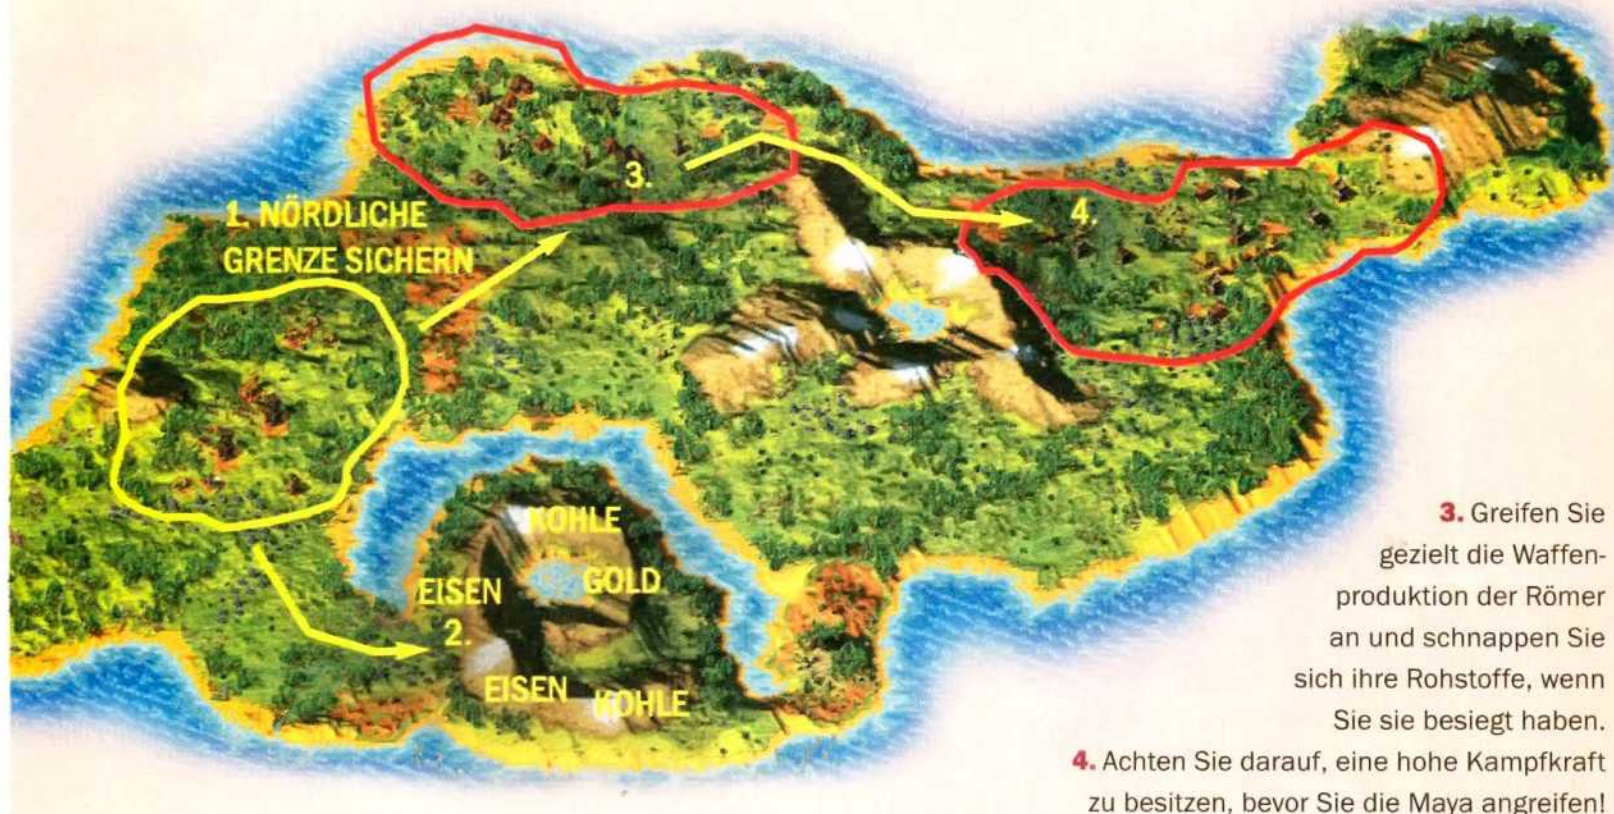 1. NÖRDLICHE
GRENZE SICHERN
3.
4.
KOHLE
GOLD
EISEN
2.
EISEN KOHLE
3. Greifen Sie
gezielt die Waffen-
produktion der Römer
an und schnappen Sie
sich ihre Rohstoffe, wenn
Sie sie besiegt haben.
4. Achten Sie darauf, eine hohe Kampfkraft
zu besitzen, bevor Sie die Maya angreifen!